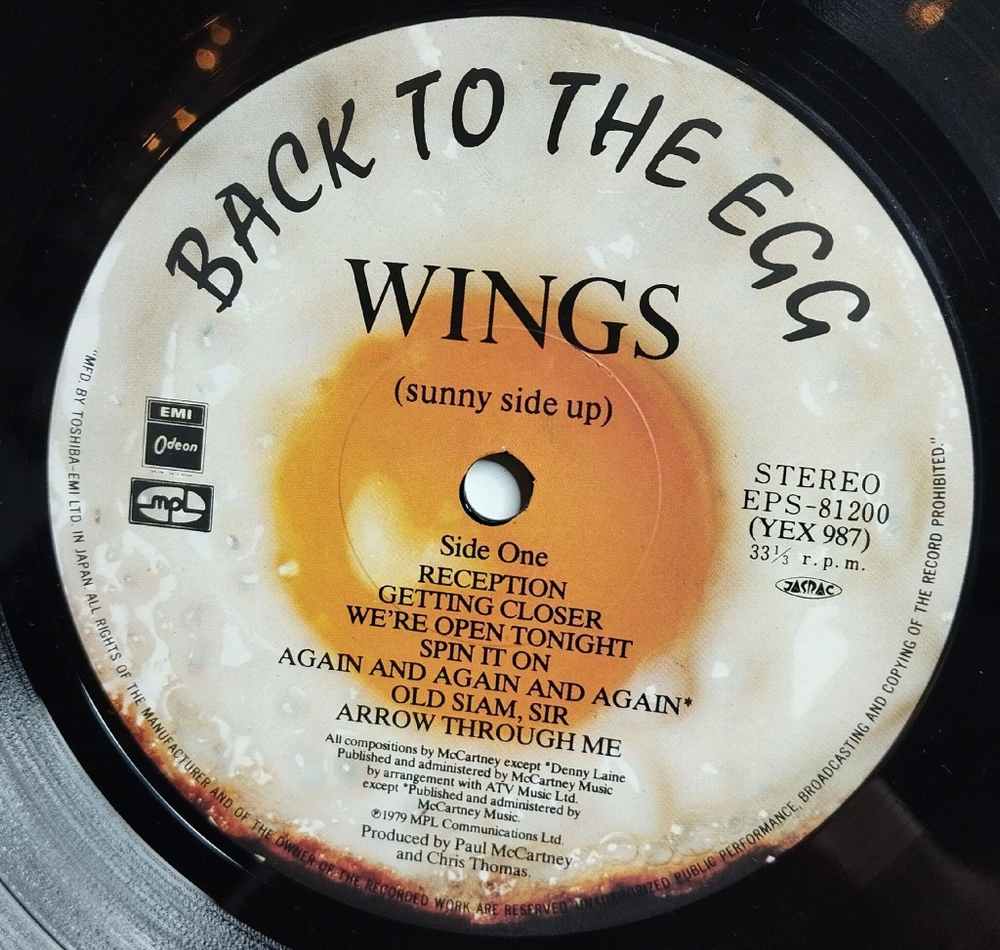 BACK TO THE EGG
WINGS
(sunny side up)
EMI
Odeon
mpl
STEREO
EPS-81200
(YEX 987)
33⅓ r.p.m.
JASRAC
Side One
RECEPTION
GETTING CLOSER
WE'RE OPEN TONIGHT
SPIN IT ON
AGAIN AND AGAIN AND AGAIN*
OLD SIAM, SIR
ARROW THROUGH ME
All compositions by McCartney except *Denny Laine
Published and administered by McCartney Music
by arrangement with ATV Music Ltd.
except *Published and administered by
McCartney Music.
℗1979 MPL Communications Ltd.
Produced by Paul McCartney
and Chris Thomas.
"MFD. BY TOSHIBA-EMI LTD. IN JAPAN. ALL RIGHTS OF THE MANUFACTURER AND OF THE OWNER OF THE RECORDED WORK ARE RESERVED. UNAUTHORIZED PUBLIC PERFORMANCE, BROADCASTING AND COPYING OF THE RECORD PROHIBITED."